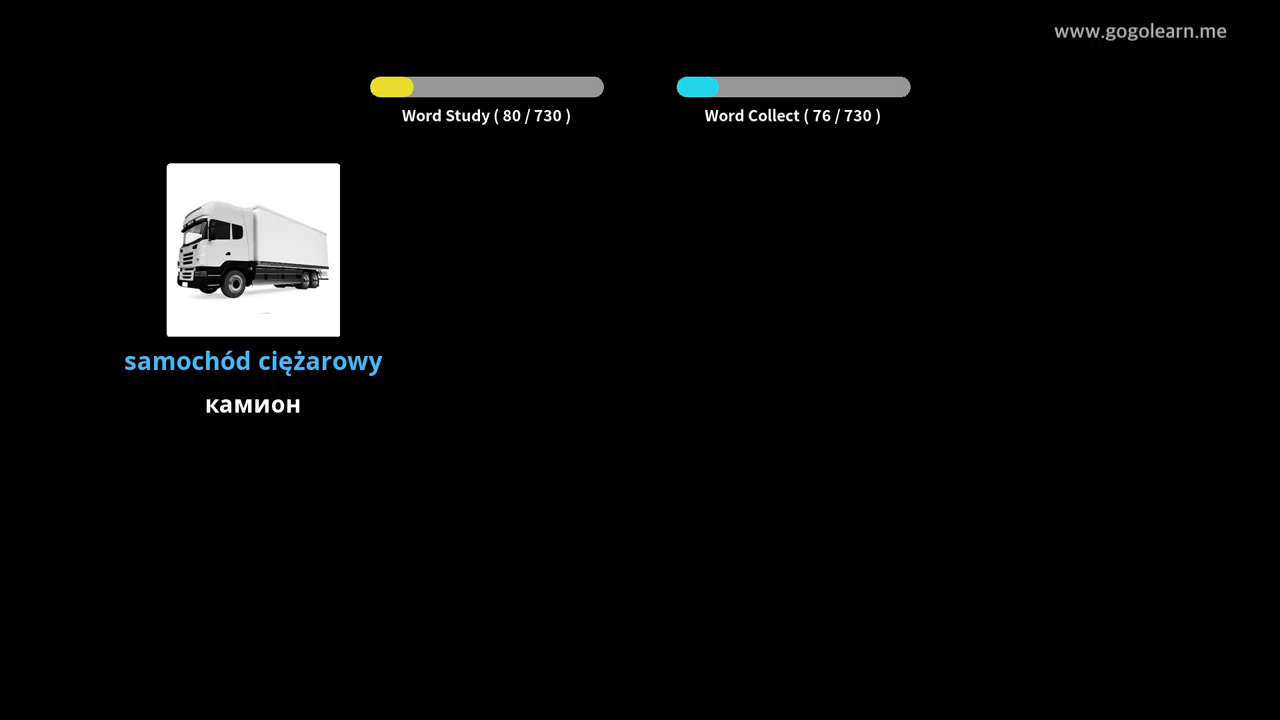 www.gogolearn.me
Word Study ( 80 / 730 )
Word Collect ( 76 / 730 )
samochód ciężarowy
камион